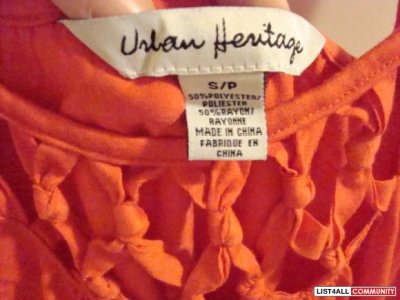 Urban Heritage
S/P
50%POLYESTER/
POLIESTER
50%RAYON/
RAYONNE
MADE IN CHINA
FABRIQUE EN
CHINA
LIST4ALL COMMUNITY